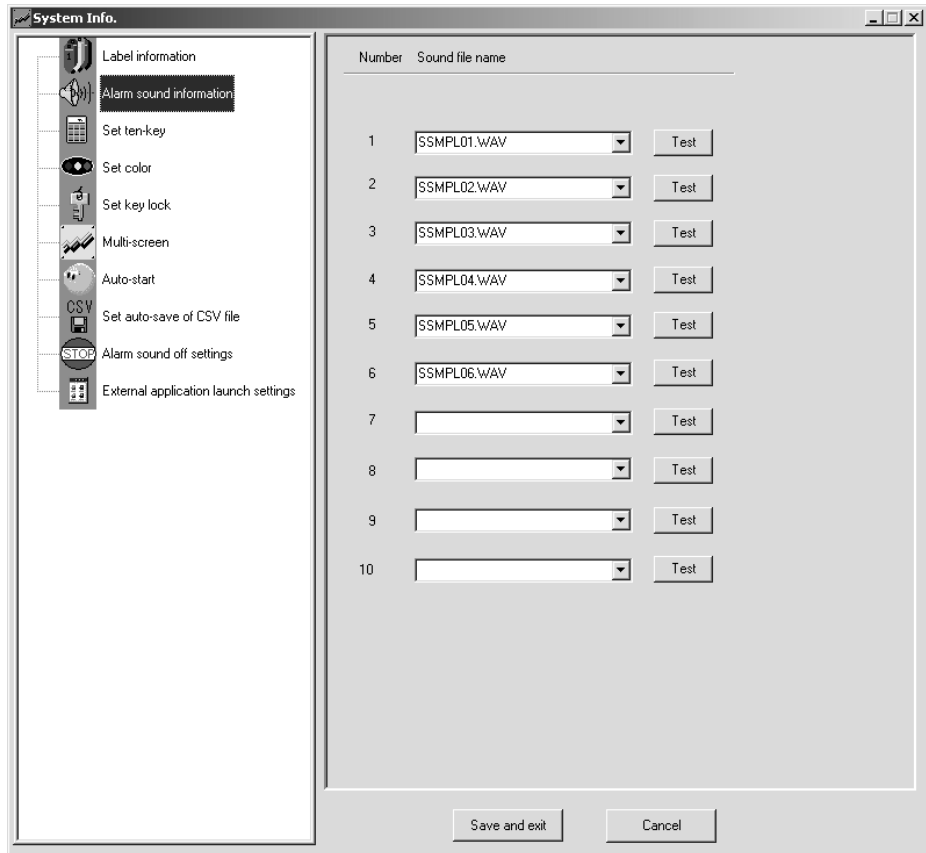 System Info.
Label information
Alarm sound information
Set ten-key
Set color
Set key lock
Multi-screen
Auto-start
CSV
Set auto-save of CSV file
STOP
Alarm sound off settings
External application launch settings
Number Sound file name
1 SSMPL01.WAV Test
2 SSMPL02.WAV Test
3 SSMPL03.WAV Test
4 SSMPL04.WAV Test
5 SSMPL05.WAV Test
6 SSMPL06.WAV Test
7 Test
8 Test
9 Test
10 Test
Save and exit Cancel